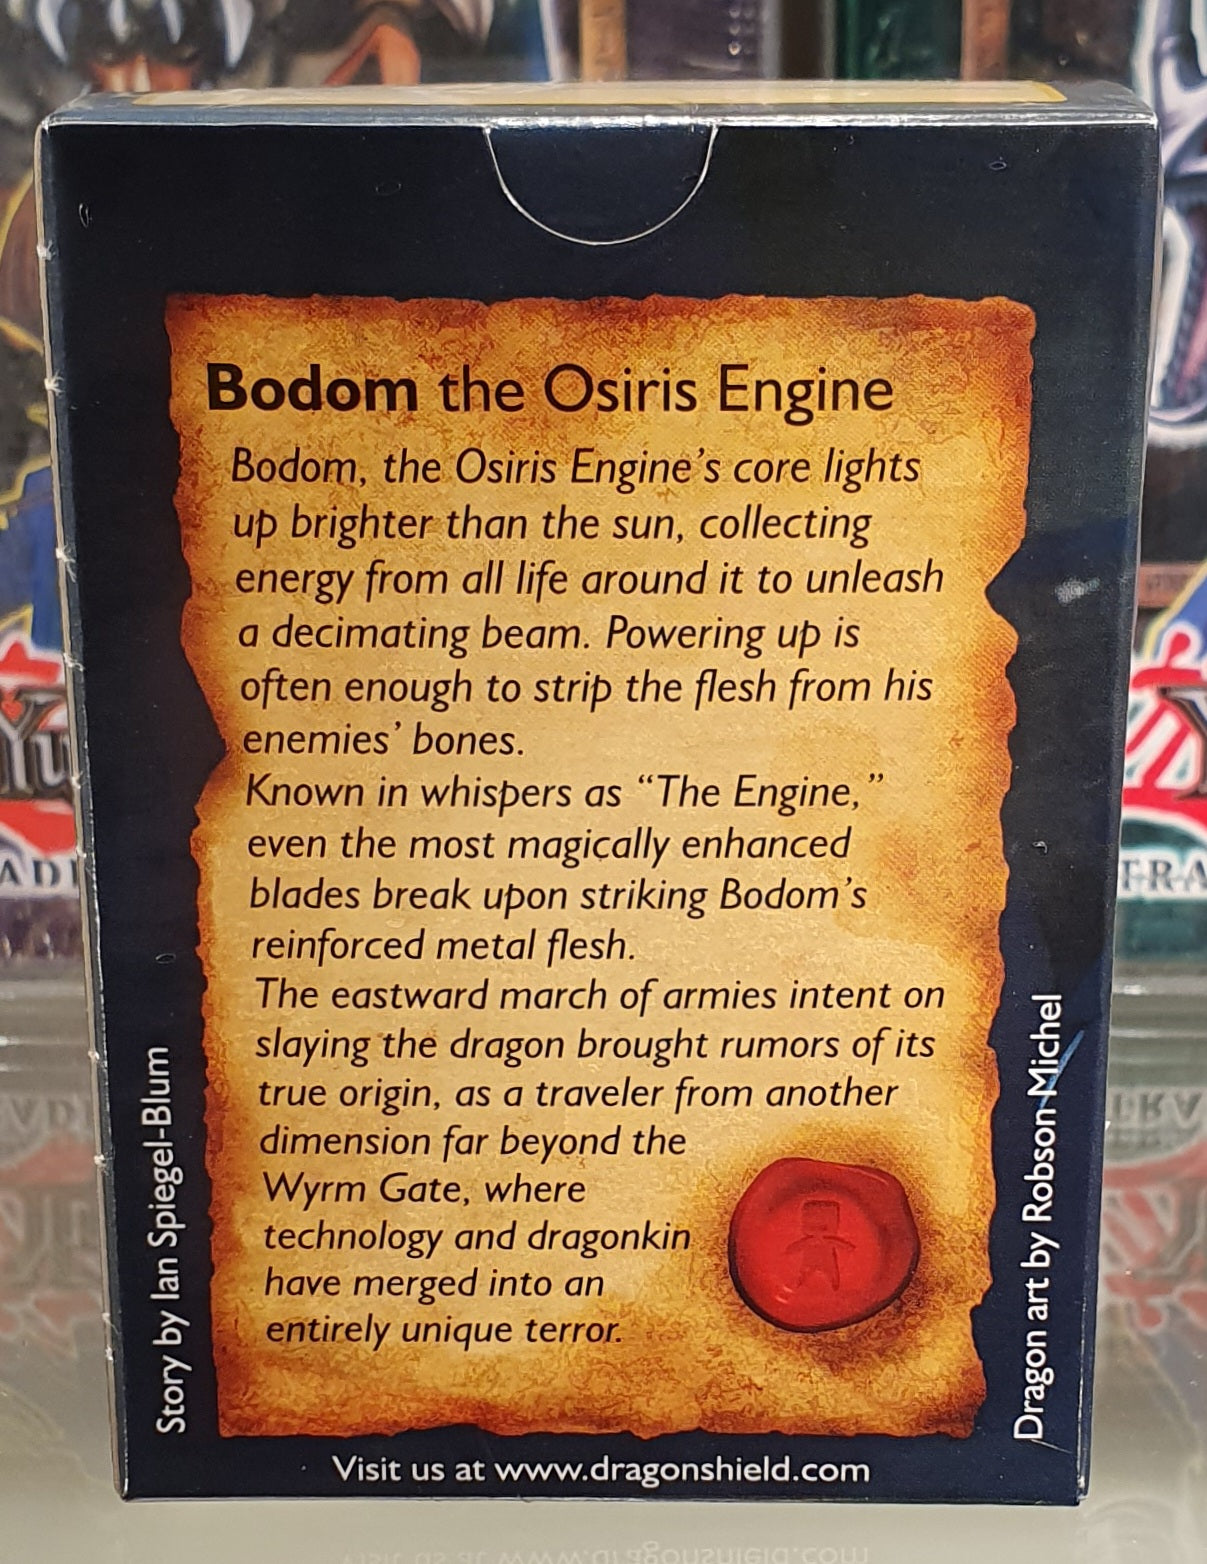 Bodom the Osiris Engine
Bodom, the Osiris Engine's core lights
up brighter than the sun, collecting
energy from all life around it to unleash
a decimating beam. Powering up is
often enough to strip the flesh from his
enemies' bones.
Known in whispers as “The Engine,”
even the most magically enhanced
blades break upon striking Bodom's
reinforced metal flesh.
The eastward march of armies intent on
slaying the dragon brought rumors of its
true origin, as a traveler from another
dimension far beyond the
Wyrm Gate, where
technology and dragonkin
have merged into an
entirely unique terror.
Story by Ian Spiegel-Blum
Dragon art by Robson Michel
Visit us at www.dragonshield.com